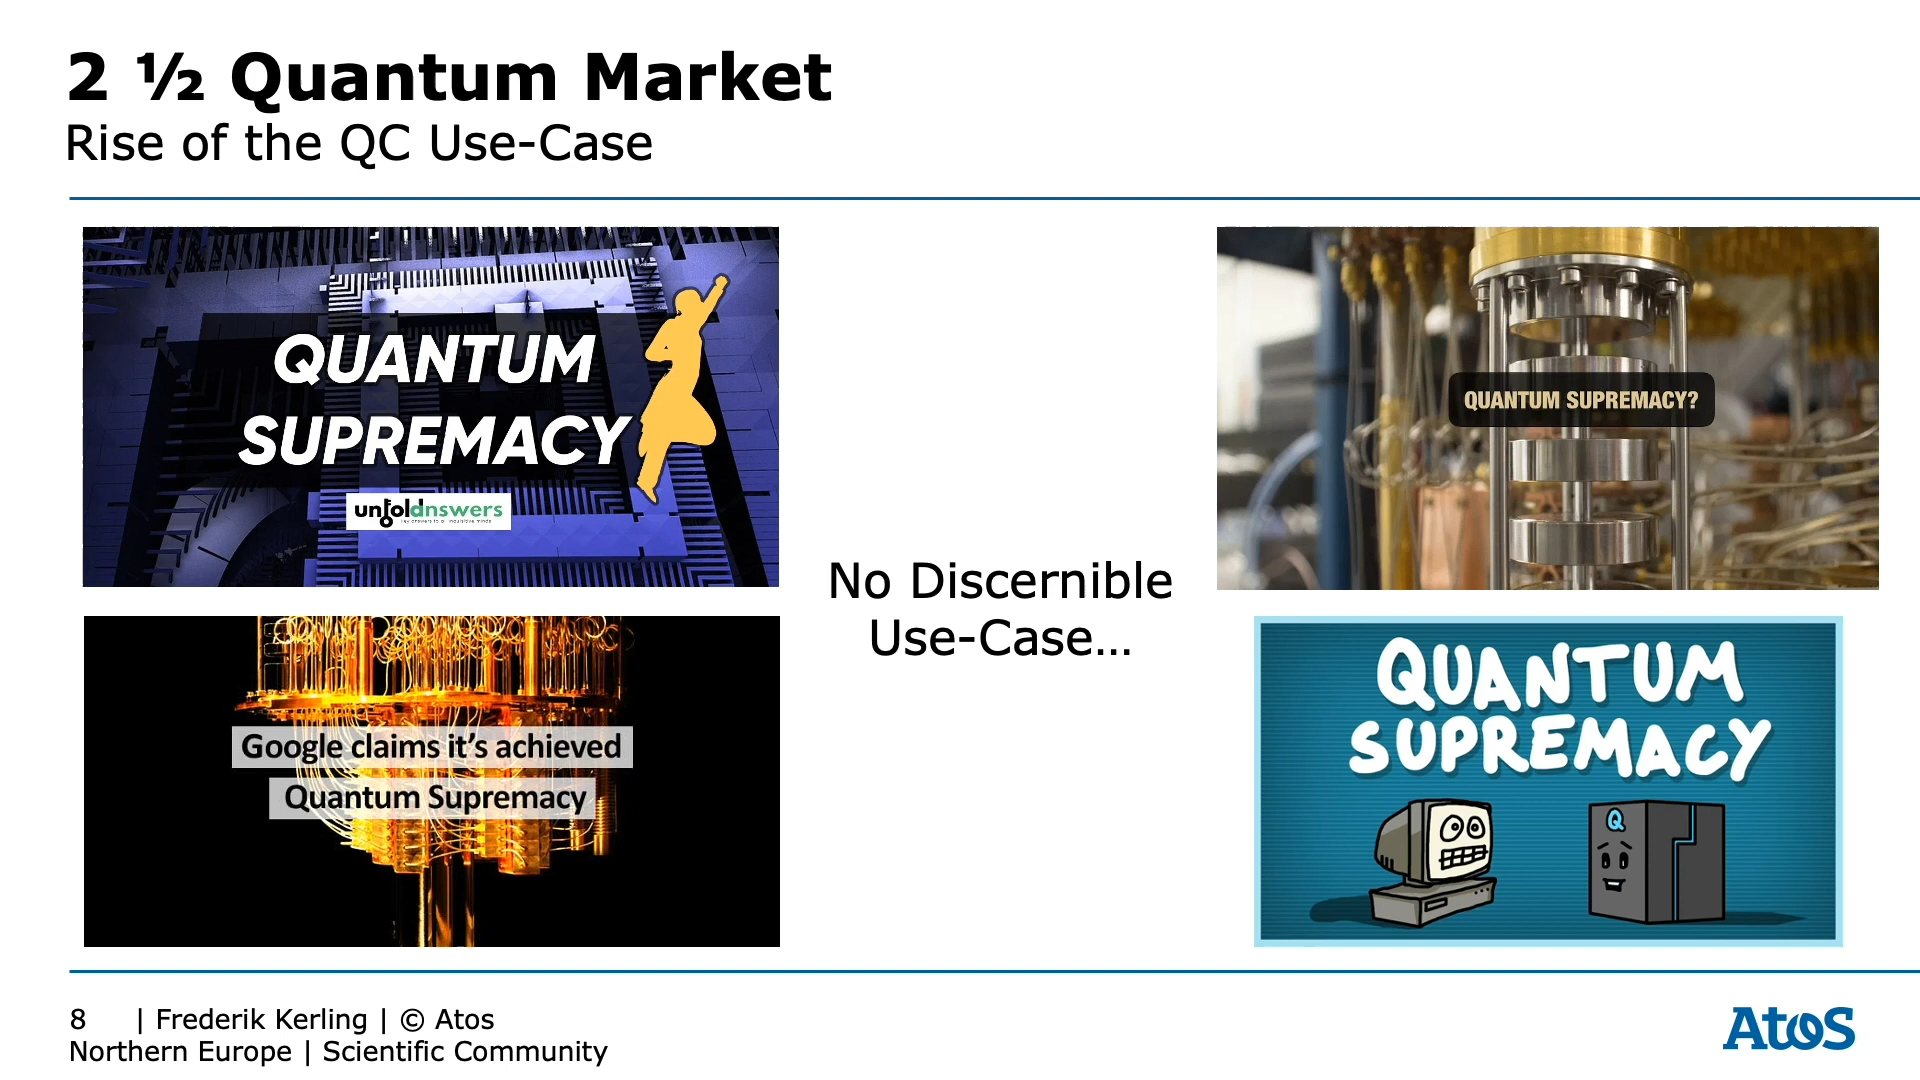 2 ½ Quantum Market
Rise of the QC Use-Case
QUANTUM
SUPREMACY
unfoldnswers
QUANTUM SUPREMACY?
No Discernible
Use-Case…
Google claims it’s achieved
Quantum Supremacy
QUANTUM
SUPREMACY
Q
8 | Frederik Kerling | © Atos
Northern Europe | Scientific Community
Atos